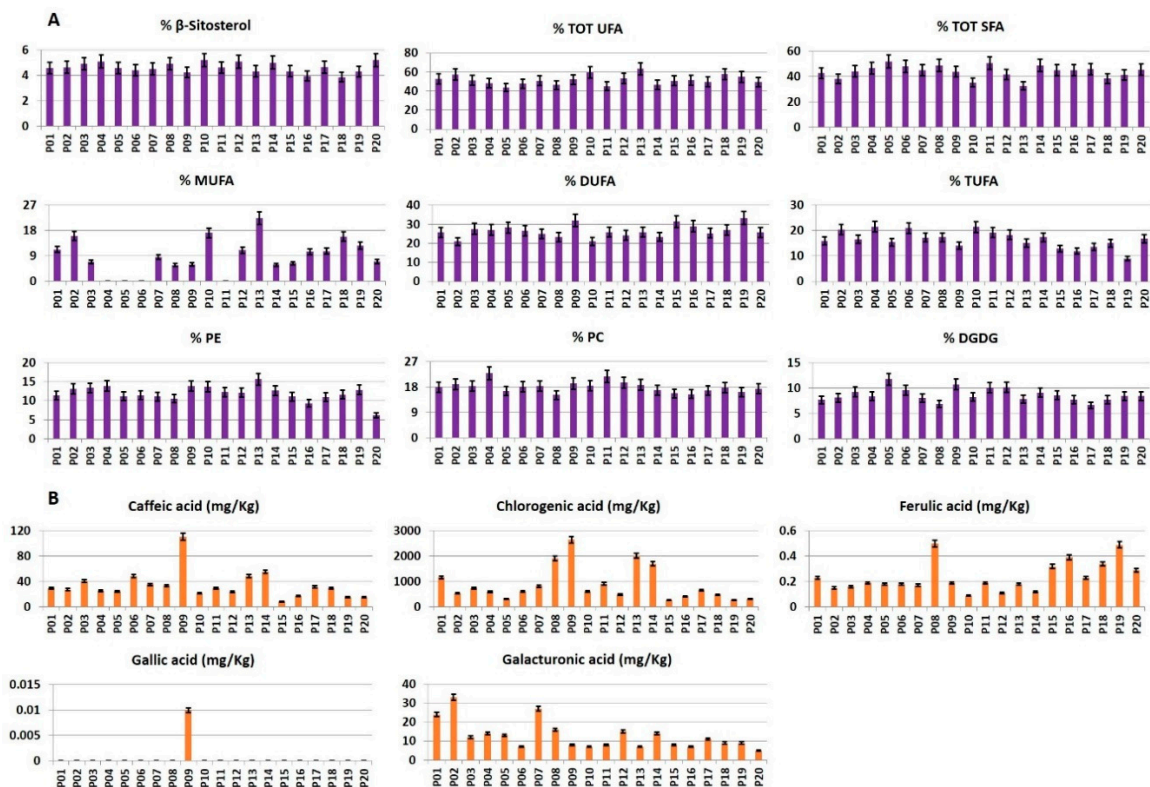 A
% β-Sitosterol
6
4
2
0
P01 P02 P03 P04 P05 P06 P07 P08 P09 P10 P11 P12 P13 P14 P15 P16 P17 P18 P19 P20
% TOT UFA
80
60
40
20
0
P01 P02 P03 P04 P05 P06 P07 P08 P09 P10 P11 P12 P13 P14 P15 P16 P17 P18 P19 P20
% TOT SFA
60
40
20
0
P01 P02 P03 P04 P05 P06 P07 P08 P09 P10 P11 P12 P13 P14 P15 P16 P17 P18 P19 P20
% MUFA
27
18
9
0
P01 P02 P03 P04 P05 P06 P07 P08 P09 P10 P11 P12 P13 P14 P15 P16 P17 P18 P19 P20
% DUFA
40
30
20
10
0
P01 P02 P03 P04 P05 P06 P07 P08 P09 P10 P11 P12 P13 P14 P15 P16 P17 P18 P19 P20
% TUFA
30
20
10
0
P01 P02 P03 P04 P05 P06 P07 P08 P09 P10 P11 P12 P13 P14 P15 P16 P17 P18 P19 P20
% PE
20
15
10
5
0
P01 P02 P03 P04 P05 P06 P07 P08 P09 P10 P11 P12 P13 P14 P15 P16 P17 P18 P19 P20
% PC
27
18
9
0
P01 P02 P03 P04 P05 P06 P07 P08 P09 P10 P11 P12 P13 P14 P15 P16 P17 P18 P19 P20
% DGDG
15
10
5
0
P01 P02 P03 P04 P05 P06 P07 P08 P09 P10 P11 P12 P13 P14 P15 P16 P17 P18 P19 P20
B
Caffeic acid (mg/Kg)
120
80
40
0
P01 P02 P03 P04 P05 P06 P07 P08 P09 P10 P11 P12 P13 P14 P15 P16 P17 P18 P19 P20
Chlorogenic acid (mg/Kg)
3000
2000
1000
0
P01 P02 P03 P04 P05 P06 P07 P08 P09 P10 P11 P12 P13 P14 P15 P16 P17 P18 P19 P20
Ferulic acid (mg/Kg)
0.6
0.4
0.2
0
P01 P02 P03 P04 P05 P06 P07 P08 P09 P10 P11 P12 P13 P14 P15 P16 P17 P18 P19 P20
Gallic acid (mg/Kg)
0.015
0.01
0.005
0
P01 P02 P03 P04 P05 P06 P07 P08 P09 P10 P11 P12 P13 P14 P15 P16 P17 P18 P19 P20
Galacturonic acid (mg/Kg)
40
30
20
10
0
P01 P02 P03 P04 P05 P06 P07 P08 P09 P10 P11 P12 P13 P14 P15 P16 P17 P18 P19 P20